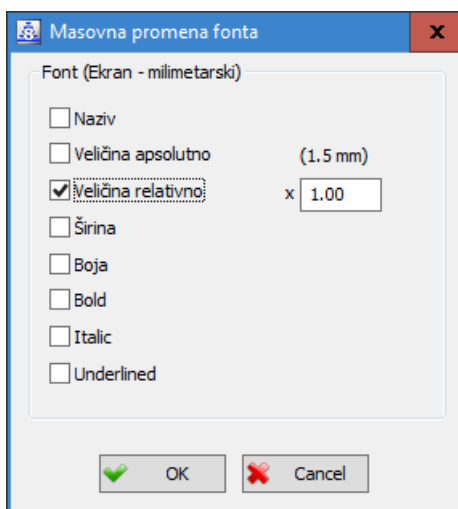 Masovna promena fonta
Font (Ekran - milimetarski)
Naziv
Veličina apsolutno (1.5 mm)
Veličina relativno x 1.00
Širina
Boja
Bold
Italic
Underlined
OK Cancel